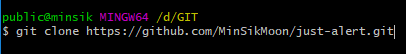 public@minsik MINGW64 /d/GIT
$ git clone https://github.com/MinSikMoon/just-alert.git